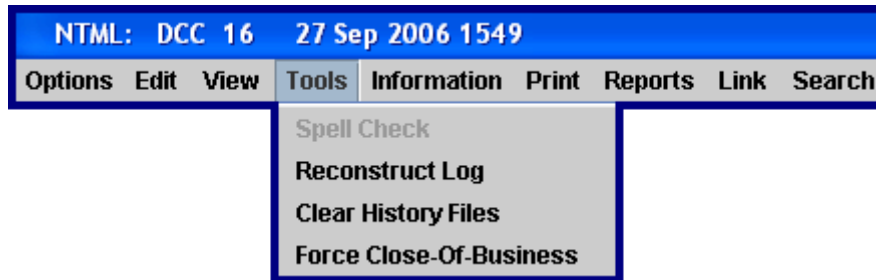 NTML: DCC 16 27 Sep 2006 1549
Options Edit View Tools Information Print Reports Link Search
Spell Check
Reconstruct Log
Clear History Files
Force Close-Of-Business